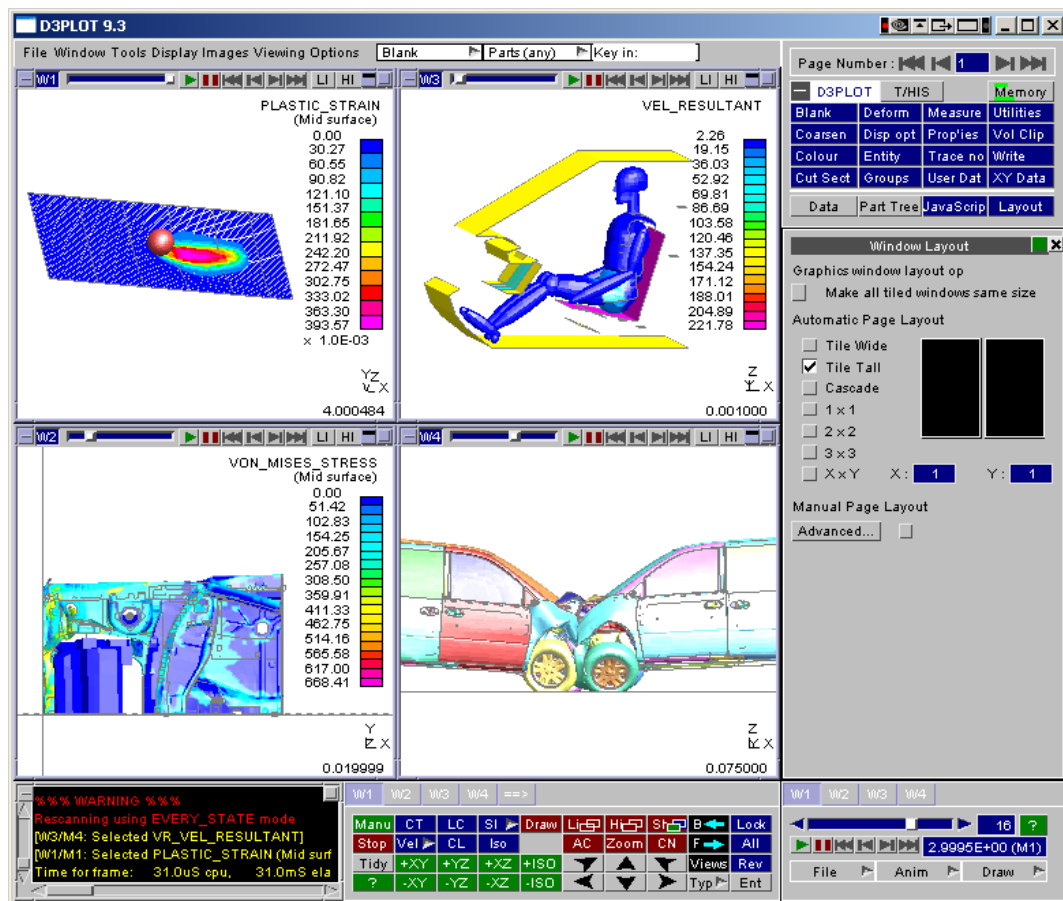 D3PLOT 9.3
File Window Tools Display Images Viewing Options Blank Parts (any) Key in:
W1 LI HI
PLASTIC_STRAIN
(Mid surface)
0.00
30.27
60.55
90.82
121.10
151.37
181.65
211.92
242.20
272.47
302.75
333.02
363.30
393.57
x 1.0E-03
YZ
X
4.000484
W3 LI HI
VEL_RESULTANT
2.26
19.15
36.03
52.92
69.81
86.69
103.58
120.46
137.35
154.24
171.12
188.01
204.89
221.78
Z
Y X
0.001000
W2 LI HI
VON_MISES_STRESS
(Mid surface)
0.00
51.42
102.83
154.25
205.67
257.08
308.50
359.91
411.33
462.75
514.16
565.58
617.00
668.41
Y
Z X
0.019999
W4 LI HI
Z
Y X
0.075000
Page Number: 1
D3PLOT T/HIS Memory
Blank Deform Measure Utilities
Coarsen Disp opt Prop'ies Vol Clip
Colour Entity Trace no Write
Cut Sect Groups User Dat XY Data
Data Part Tree JavaScrip Layout
Window Layout
Graphics window layout op
Make all tiled windows same size
Automatic Page Layout
Tile Wide
Tile Tall
Cascade
1 x 1
2 x 2
3 x 3
X x Y X: 1 Y: 1
Manual Page Layout
Advanced...
%%% WARNING %%%
Rescanning using EVERY_STATE mode
[W3/M4: Selected VR_VEL_RESULTANT]
[W1/M1: Selected PLASTIC_STRAIN (Mid surf
Time for frame: 31.0uS cpu, 31.0mS ela
W1 W2 W3 W4 ==>
Manu CT LC SI Draw Li Hi Sh B Lock
Stop Vel CL Iso AC Zoom CN F All
Tidy +XY +YZ +XZ +ISO Views Rev
? -XY -YZ -XZ -ISO Typ Ent
W1 W2 W3 W4
16 ?
2.9995E+00 (M1)
File Anim Draw